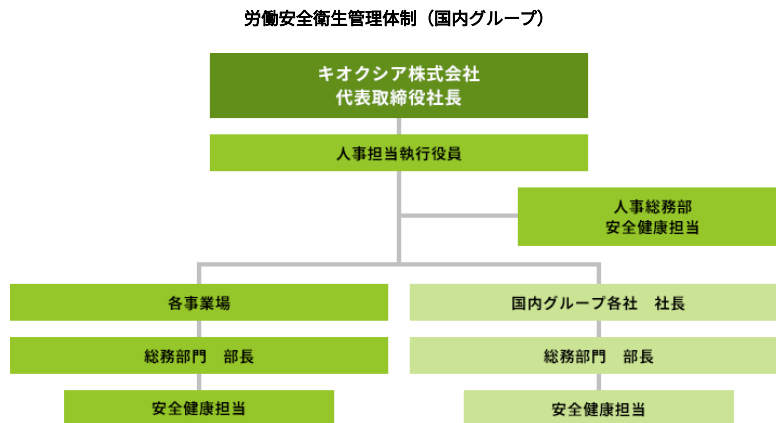 労働安全衛生管理体制（国内グループ）
キオクシア株式会社
代表取締役社長
人事担当執行役員
人事総務部
安全健康担当
各事業場
国内グループ各社　社長
総務部門　部長
総務部門　部長
安全健康担当
安全健康担当